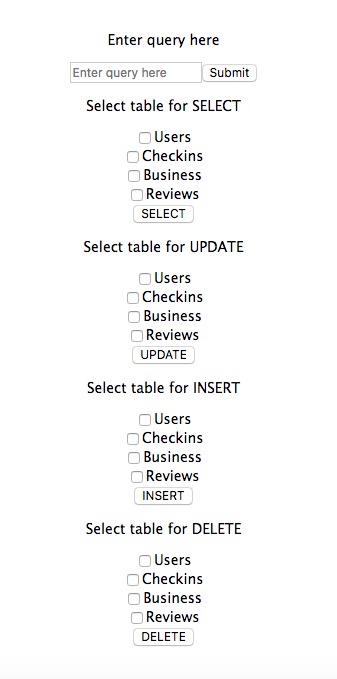 Enter query here
Enter query here Submit
Select table for SELECT
Users
Checkins
Business
Reviews
SELECT
Select table for UPDATE
Users
Checkins
Business
Reviews
UPDATE
Select table for INSERT
Users
Checkins
Business
Reviews
INSERT
Select table for DELETE
Users
Checkins
Business
Reviews
DELETE